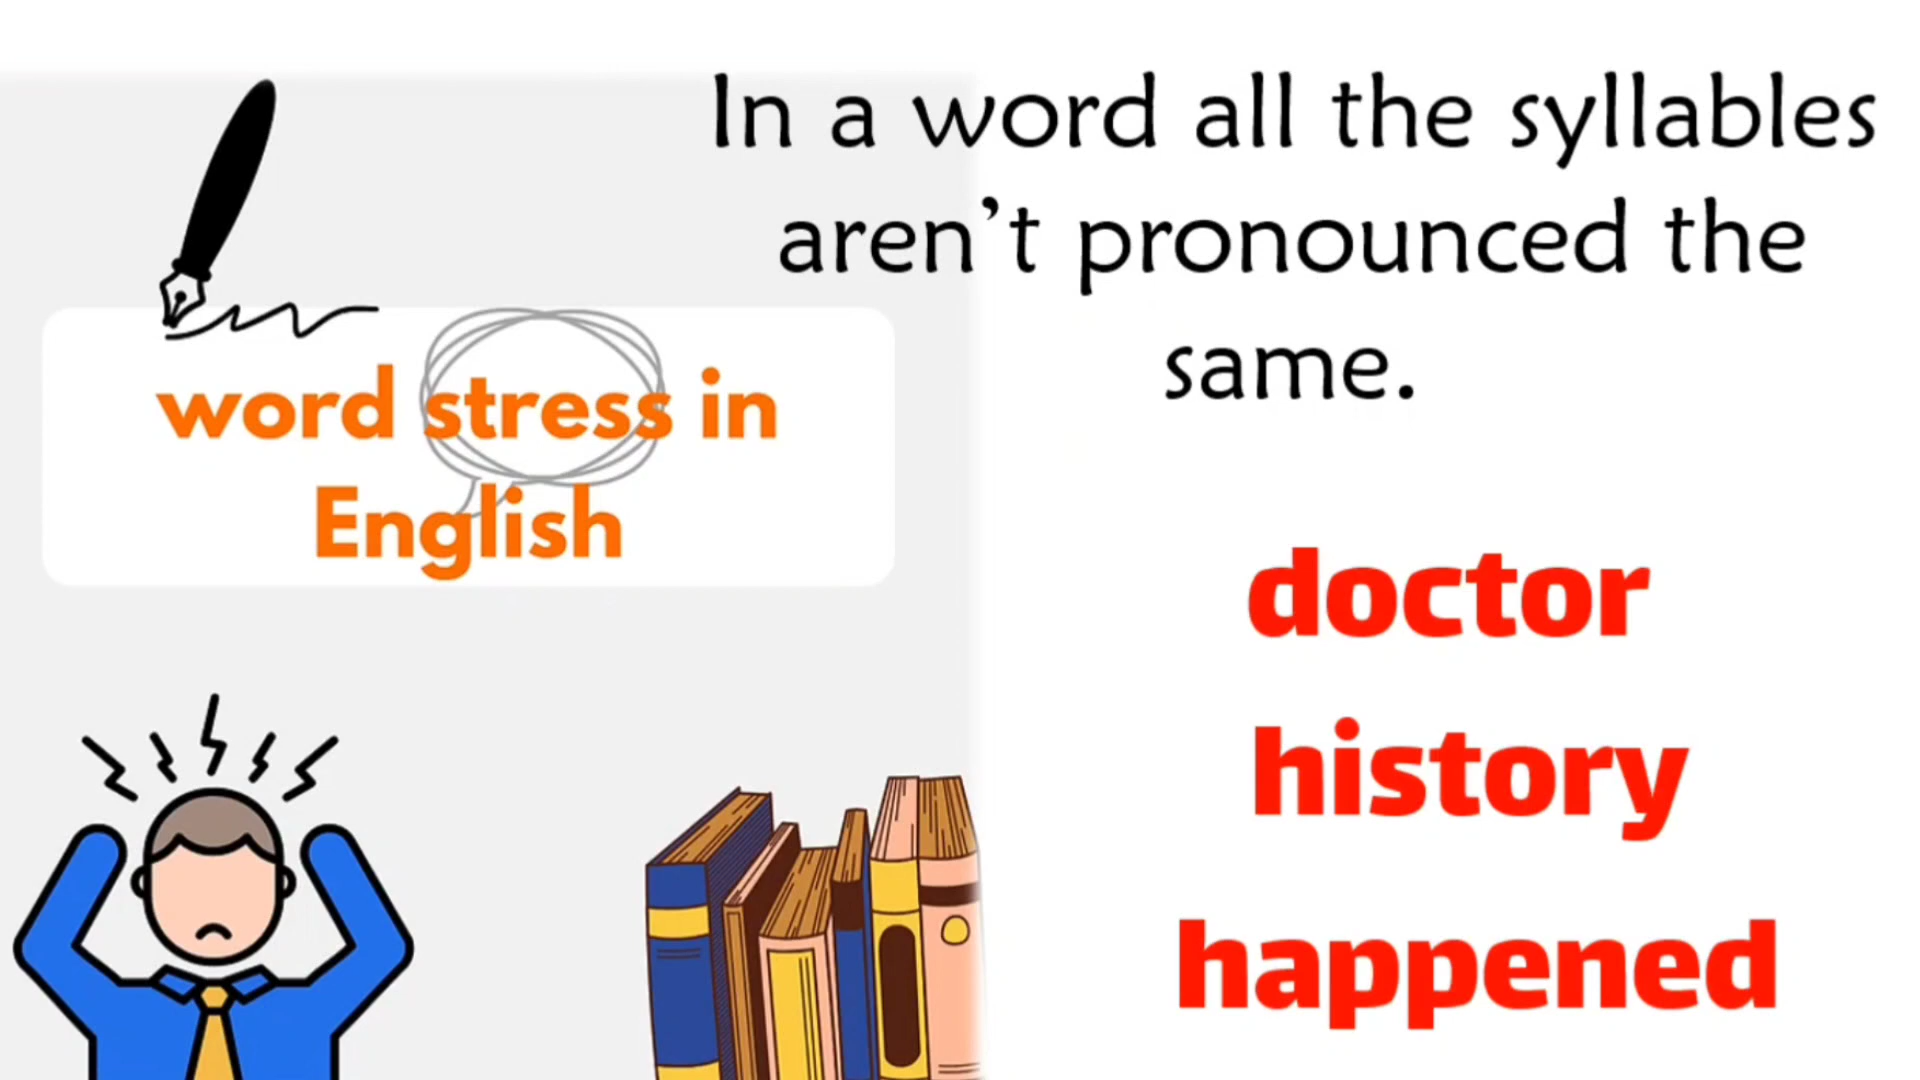 In a word all the syllables
aren’t pronounced the
same.
word stress in
English
doctor
history
happened